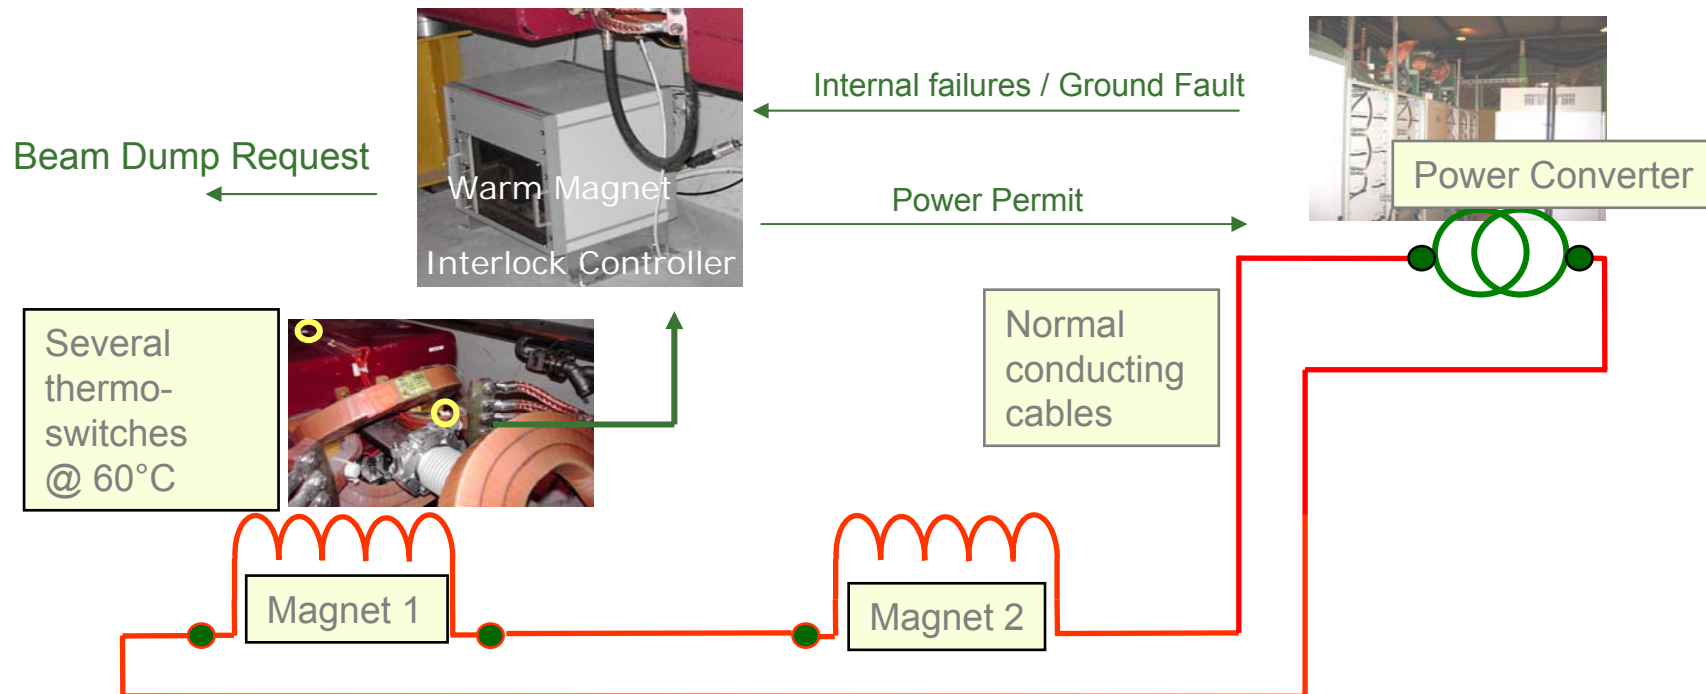 Internal failures / Ground Fault
Beam Dump Request
Warm Magnet
Interlock Controller
Power Permit
Power Converter
Several
thermo-
switches
@ 60°C
Normal
conducting
cables
Magnet 1
Magnet 2